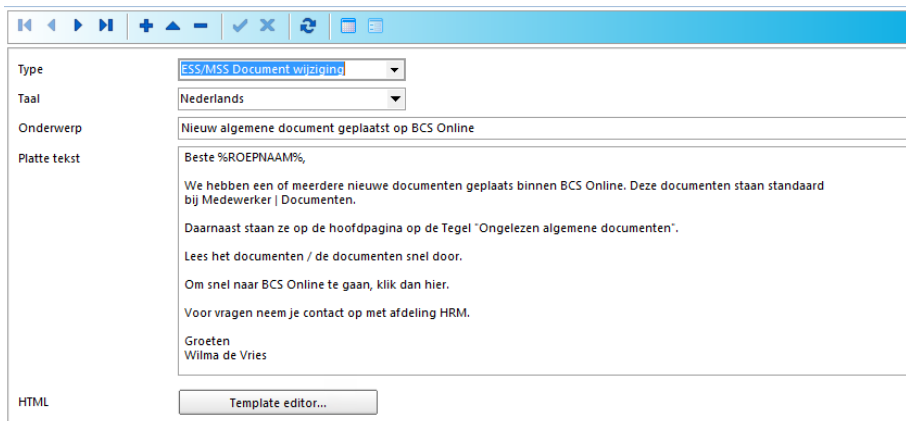 Type ESS/MSS Document wijziging
Taal Nederlands
Onderwerp Nieuw algemene document geplaatst op BCS Online
Platte tekst Beste %ROEPNAAM%,
We hebben een of meerdere nieuwe documenten geplaats binnen BCS Online. Deze documenten staan standaard
bij Medewerker | Documenten.
Daarnaast staan ze op de hoofdpagina op de Tegel "Ongelezen algemene documenten".
Lees het documenten / de documenten snel door.
Om snel naar BCS Online te gaan, klik dan hier.
Voor vragen neem je contact op met afdeling HRM.
Groeten
Wilma de Vries
HTML Template editor...